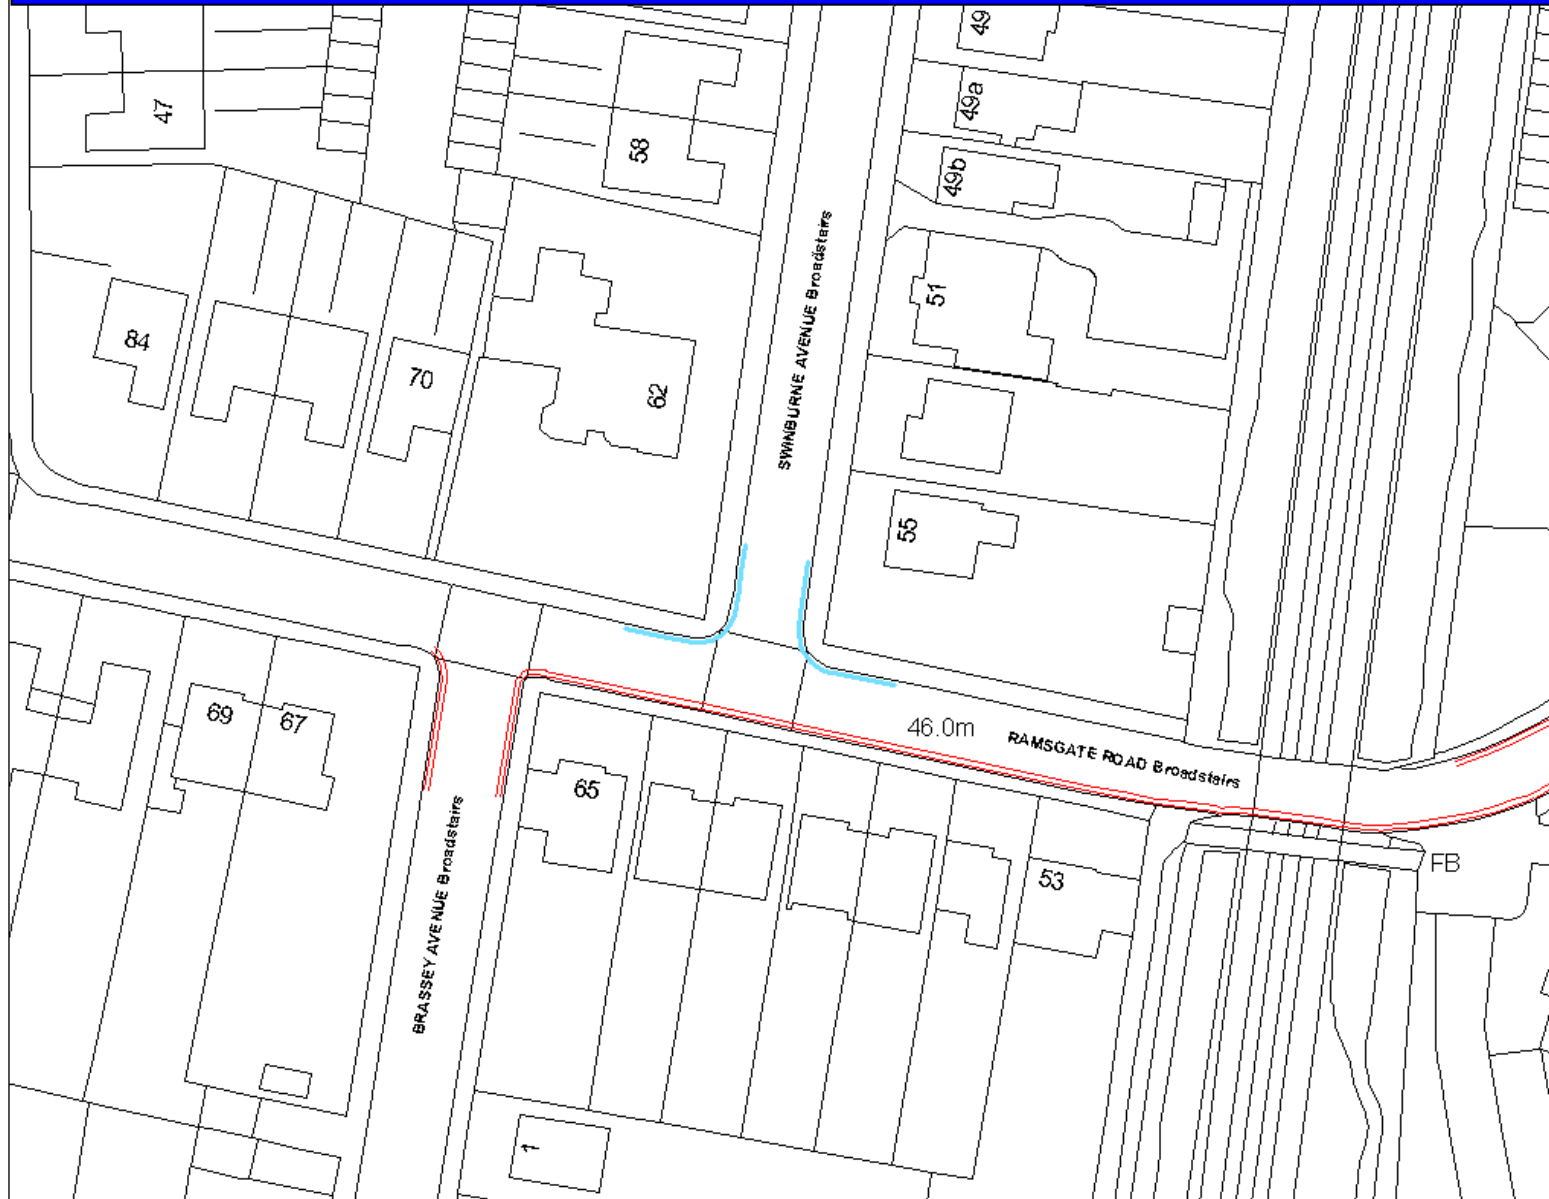 49
49a
47
58
49b
51
84
70
62
SWINBURNE AVENUE Broadstairs
55
69
67
46.0m
RAMSGATE ROAD Broadstairs
65
53
FB
BRASSEY AVENUE Broadstairs
1